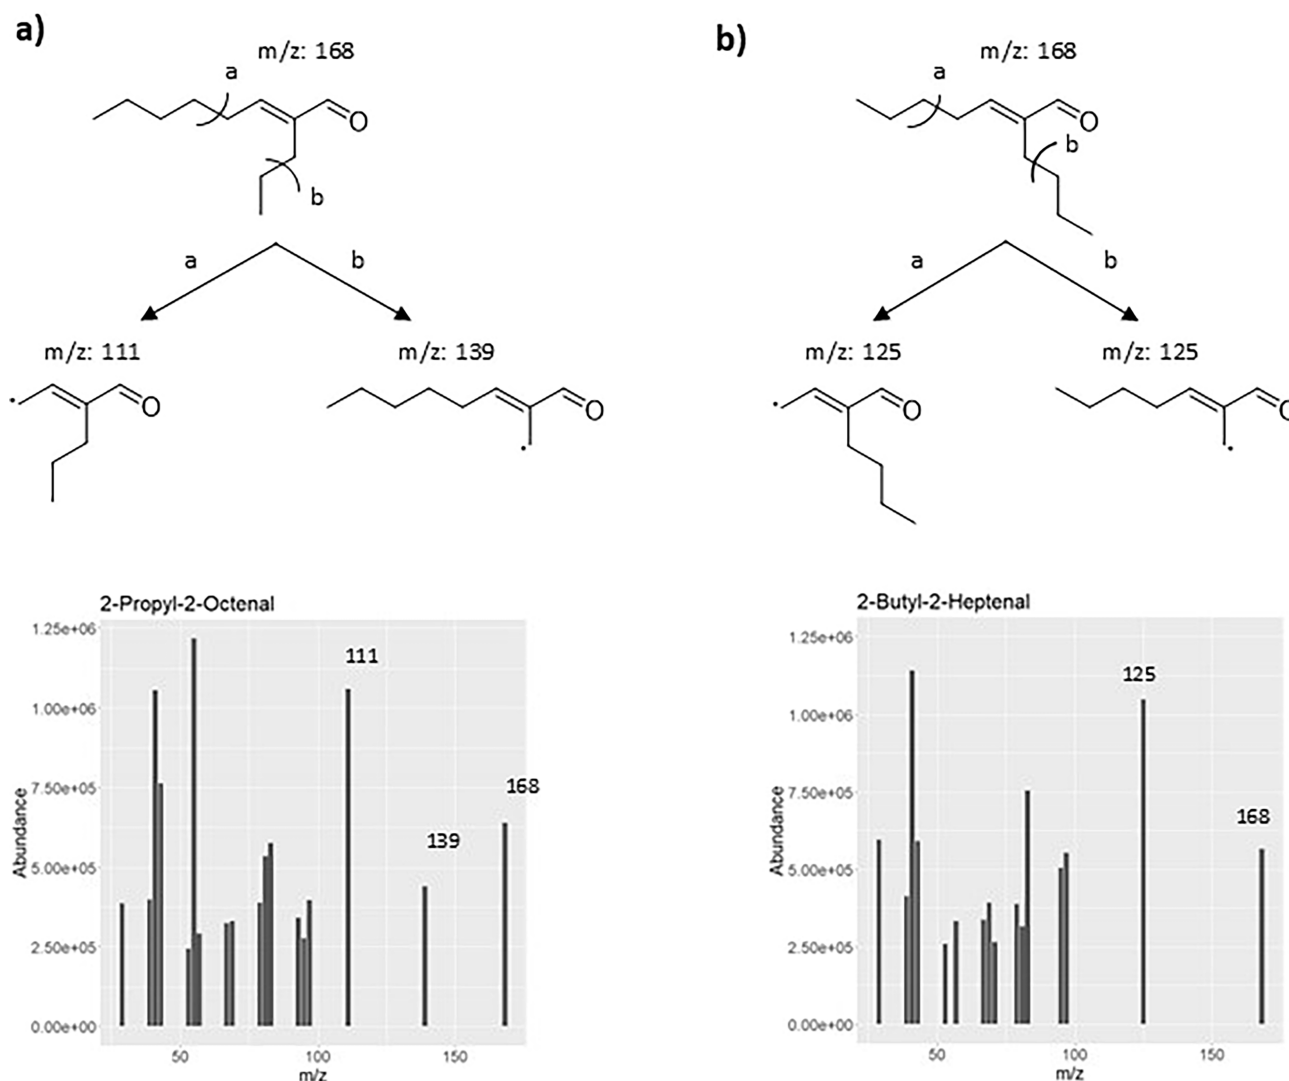 a)
m/z: 168
a
O
b
a
b
m/z: 111
m/z: 139
O
O
2-Propyl-2-Octenal
1.25e+06
1.00e+06
7.50e+05
5.00e+05
2.50e+05
0.00e+00
Abundance
111
139
168
50
100
150
m/z
b)
m/z: 168
a
O
b
a
b
m/z: 125
m/z: 125
O
O
2-Butyl-2-Heptenal
1.25e+06
1.00e+06
7.50e+05
5.00e+05
2.50e+05
0.00e+00
Abundance
125
168
50
100
150
m/z